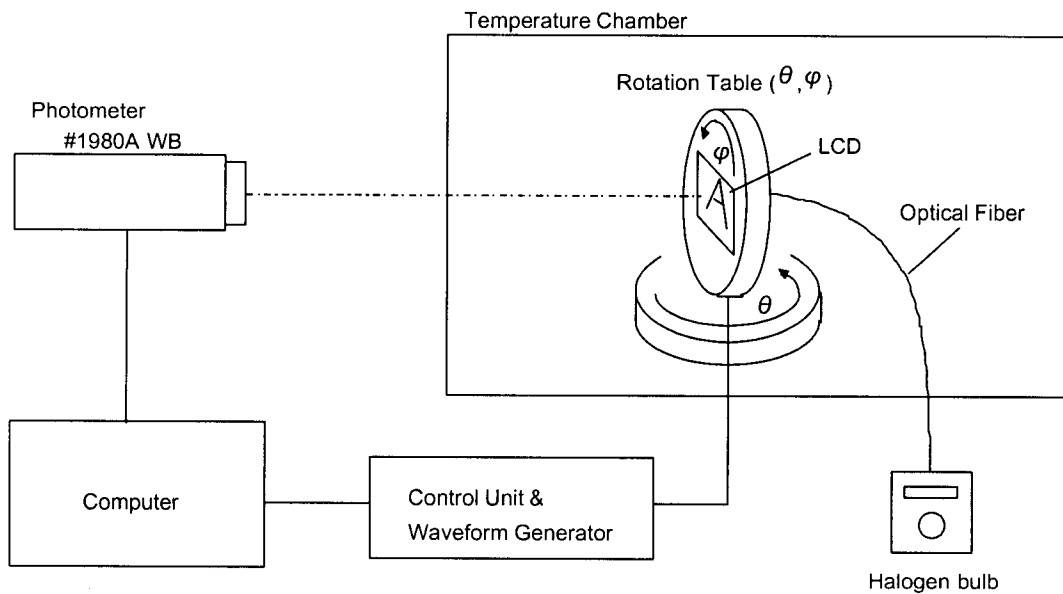 Temperature Chamber
Rotation Table (θ,φ)
Photometer
#1980A WB
φ
LCD
A
Optical Fiber
θ
Computer
Control Unit &
Waveform Generator
Halogen bulb